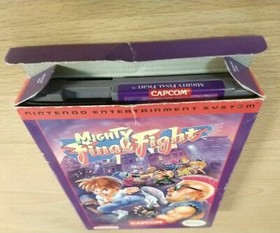 CAPCOM
MIGHTY FINAL FIGHT
NINTENDO ENTERTAINMENT SYSTEM
MIGHTY
Final Fight
CAPCOM